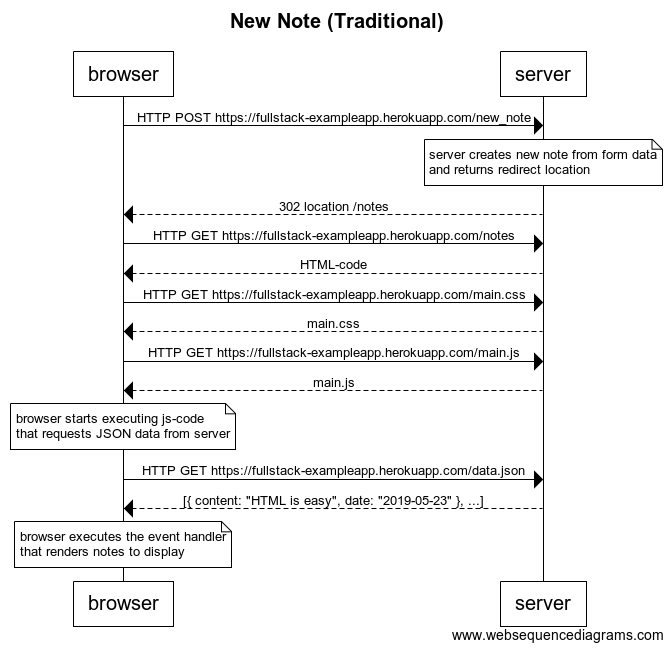 New Note (Traditional)
browser
server
HTTP POST https://fullstack-exampleapp.herokuapp.com/new_note
server creates new note from form data
and returns redirect location
302 location /notes
HTTP GET https://fullstack-exampleapp.herokuapp.com/notes
HTML-code
HTTP GET https://fullstack-exampleapp.herokuapp.com/main.css
main.css
HTTP GET https://fullstack-exampleapp.herokuapp.com/main.js
main.js
browser starts executing js-code
that requests JSON data from server
HTTP GET https://fullstack-exampleapp.herokuapp.com/data.json
[{ content: "HTML is easy", date: "2019-05-23" }, ...]
browser executes the event handler
that renders notes to display
browser
server
www.websequencediagrams.com